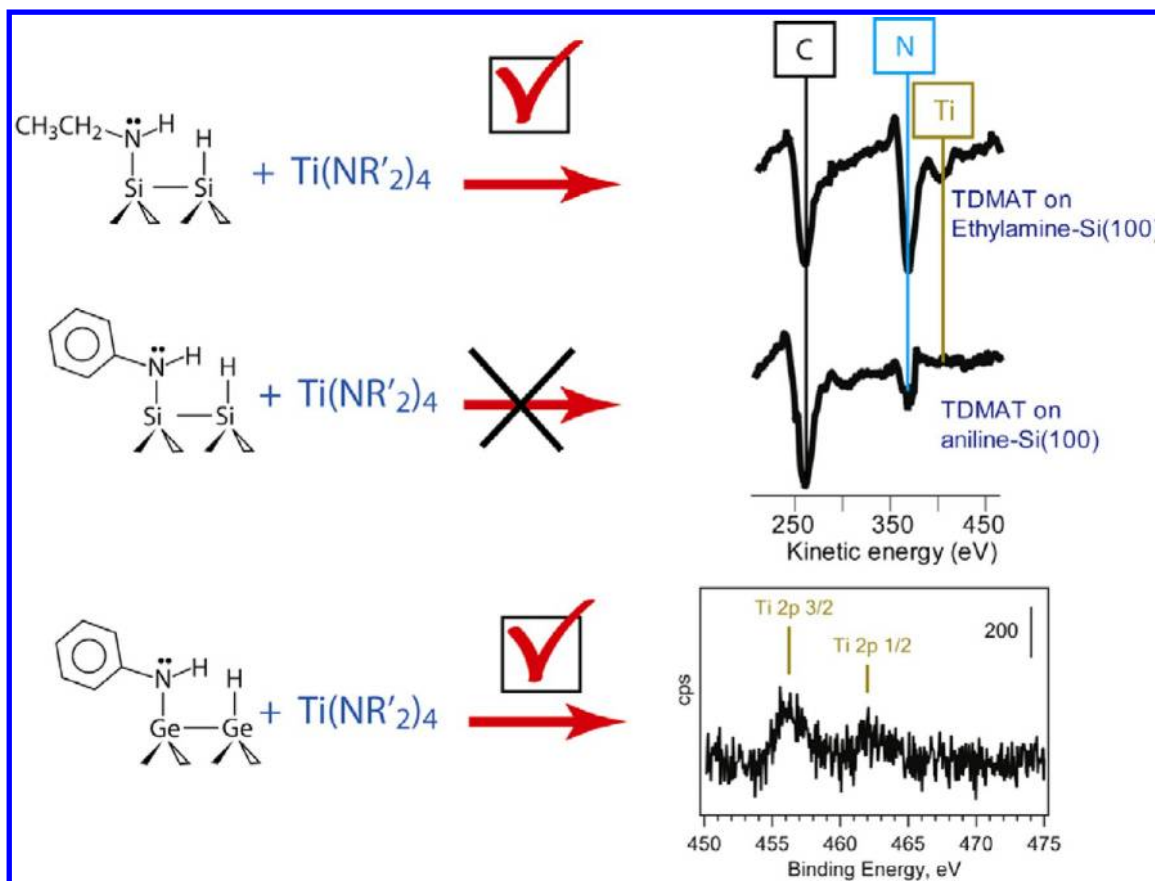 C
N
Ti
CH₃CH₂
N
H
H
Si
Si
+ Ti(NR'₂)₄
TDMAT on
Ethylamine-Si(100)
N
H
H
Si
Si
+ Ti(NR'₂)₄
TDMAT on
aniline-Si(100)
250
350
450
Kinetic energy (eV)
N
H
H
Ge
Ge
+ Ti(NR'₂)₄
Ti 2p 3/2
Ti 2p 1/2
200
cps
450
455
460
465
470
475
Binding Energy, eV